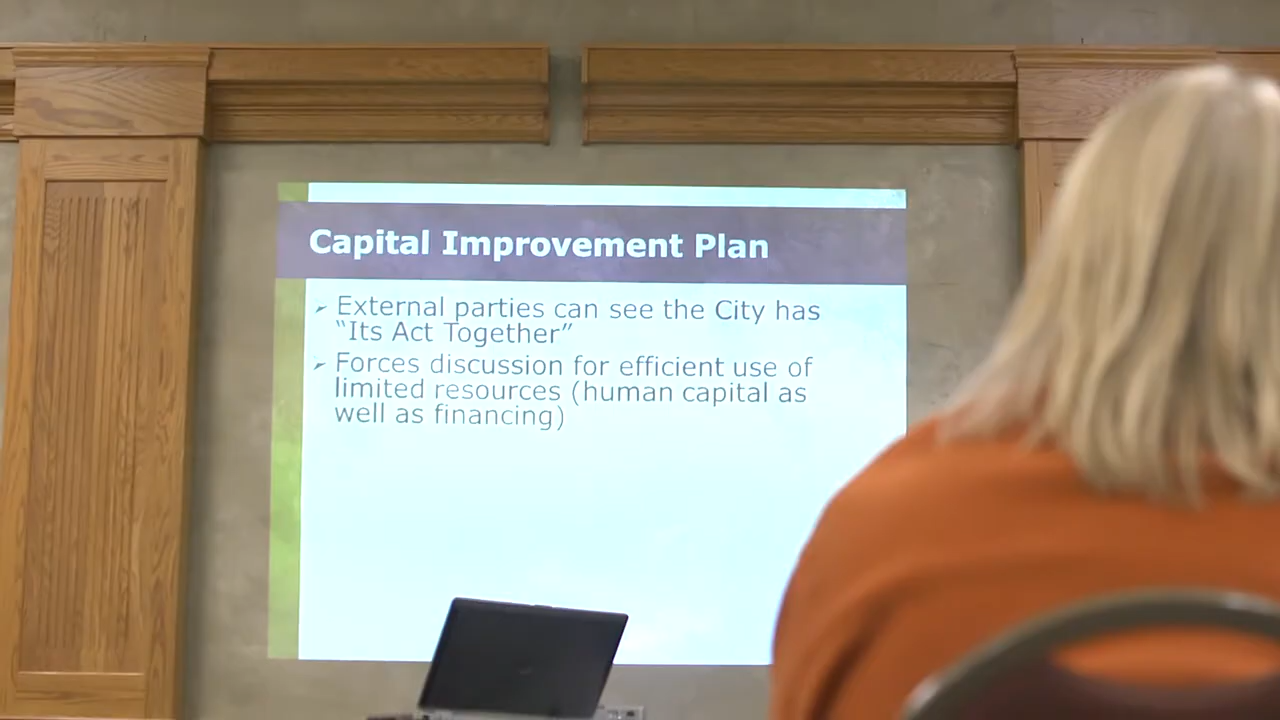 Capital Improvement Plan
External parties can see the City has
“Its Act Together”
Forces discussion for efficient use of
limited resources (human capital as
well as financing)